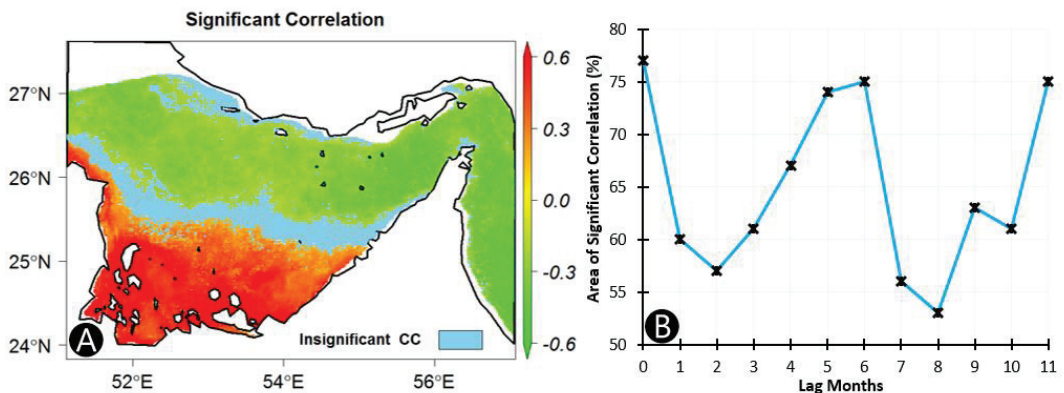 Significant Correlation
27°N
26°N
25°N
24°N
52°E
54°E
56°E
A
Insignificant CC
0.6
0.3
0.0
-0.3
-0.6
Area of Significant Correlation (%)
80
75
70
65
60
55
50
B
0 1 2 3 4 5 6 7 8 9 10 11
Lag Months